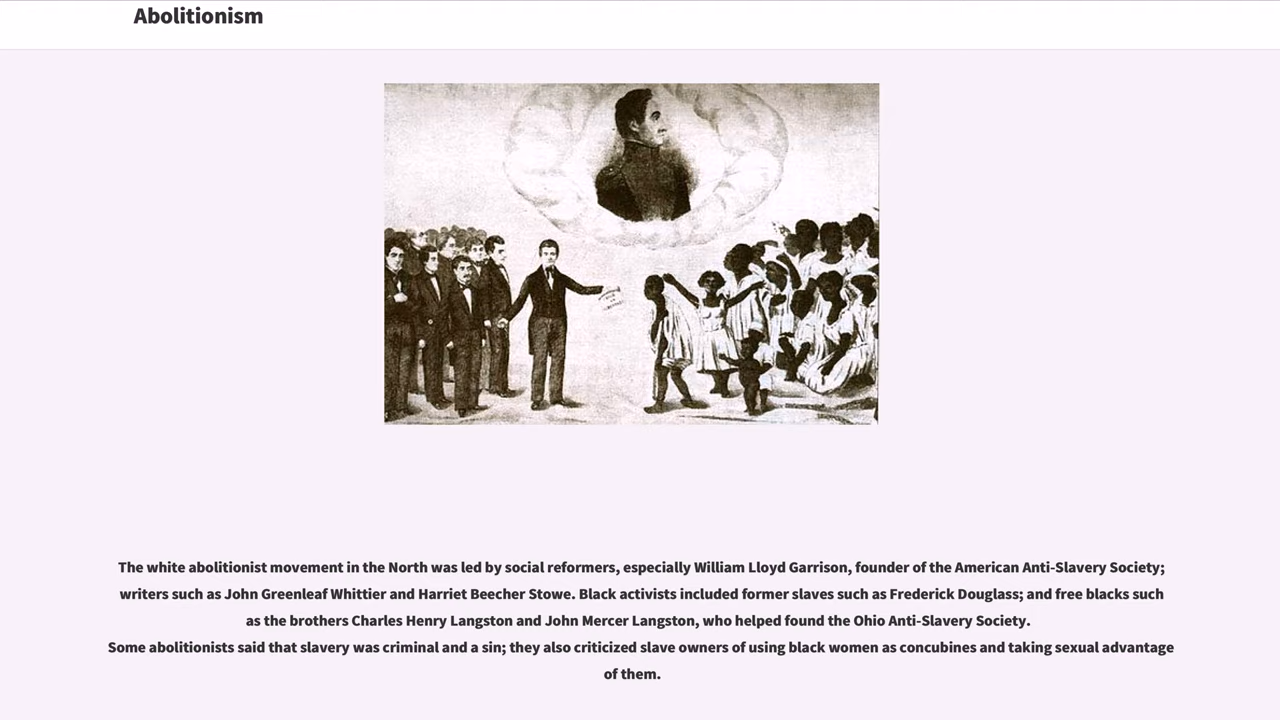 Abolitionism
The white abolitionist movement in the North was led by social reformers, especially William Lloyd Garrison, founder of the American Anti-Slavery Society;
writers such as John Greenleaf Whittier and Harriet Beecher Stowe. Black activists included former slaves such as Frederick Douglass; and free blacks such
as the brothers Charles Henry Langston and John Mercer Langston, who helped found the Ohio Anti-Slavery Society.
Some abolitionists said that slavery was criminal and a sin; they also criticized slave owners of using black women as concubines and taking sexual advantage
of them.